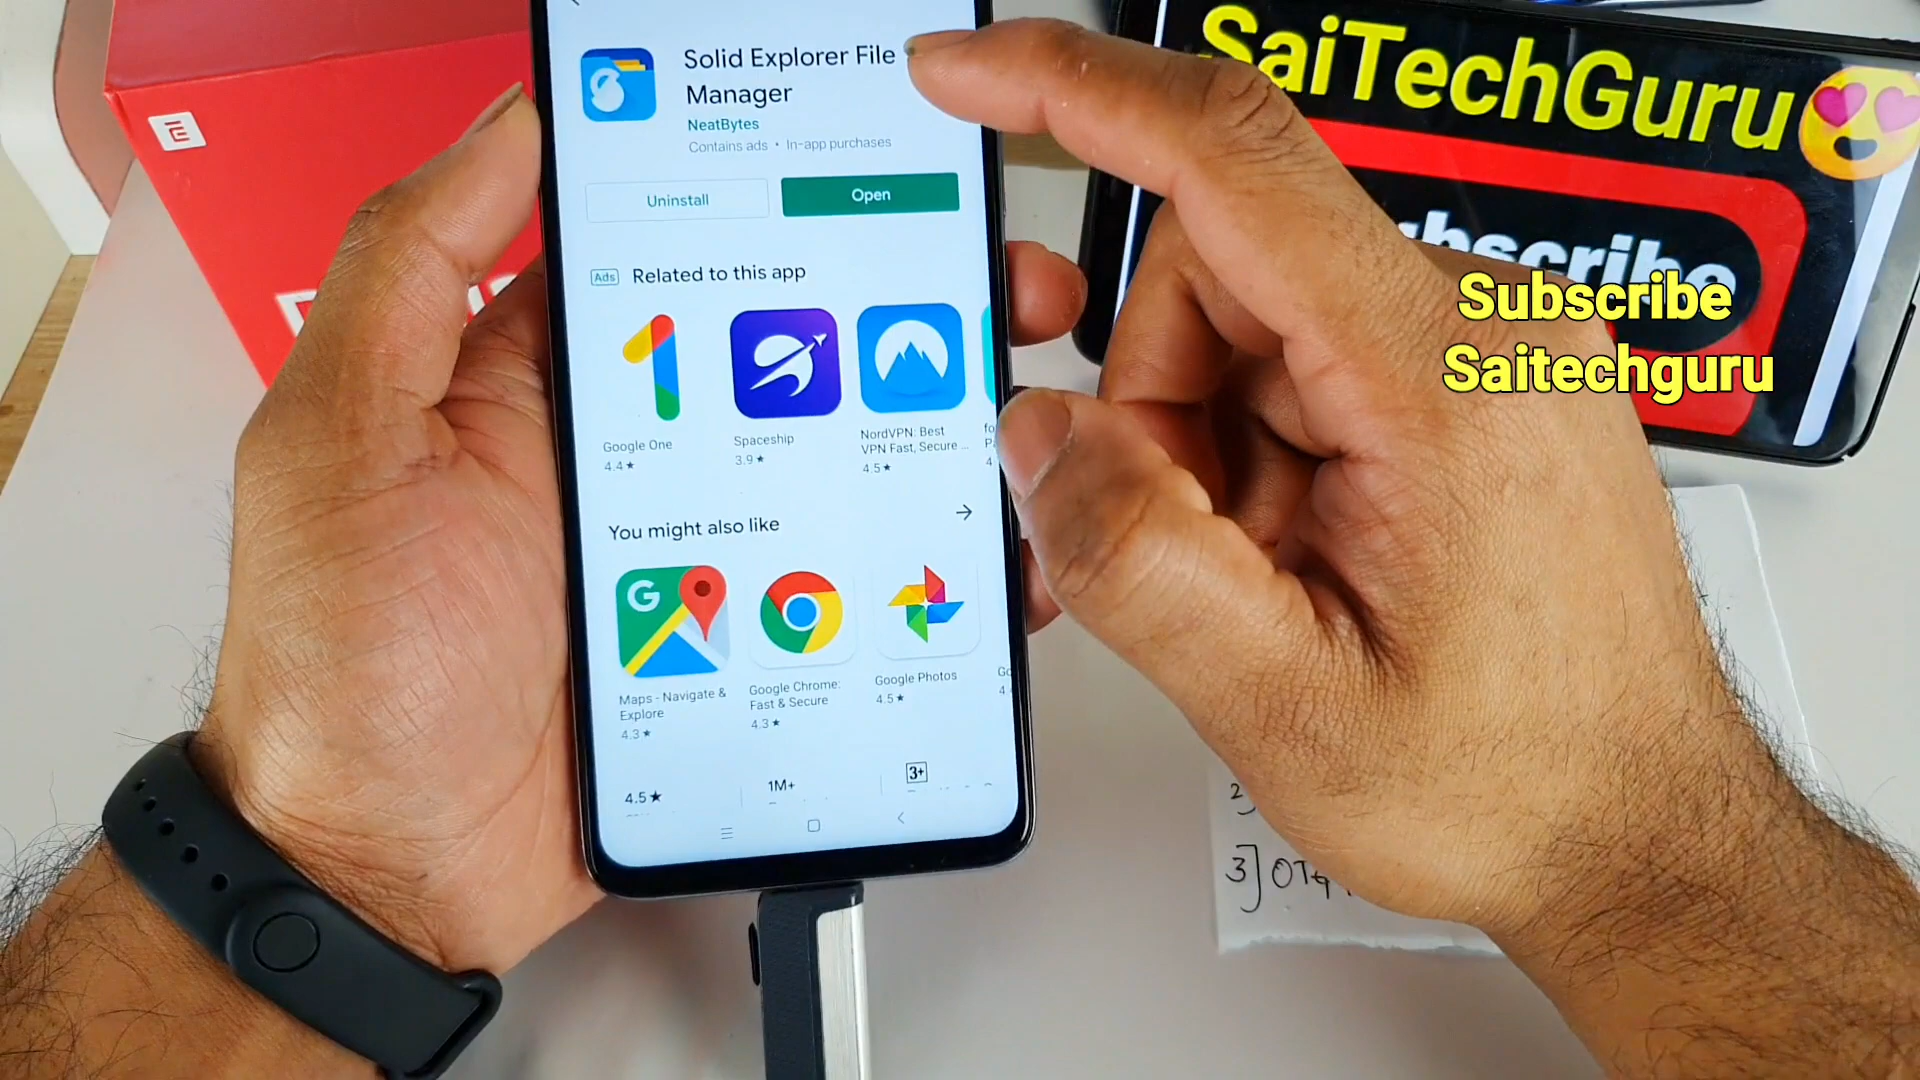 Solid Explorer File
Manager
NeatBytes
Contains ads • In-app purchases
Uninstall
Open
Ads Related to this app
Google One
4.4★
Spaceship
3.9★
NordVPN: Best
VPN Fast, Secure ...
4.5★
You might also like
Maps - Navigate &
Explore
4.3★
Google Chrome:
Fast & Secure
4.3★
Google Photos
4.5★
4.5★
1M+
3+
SaiTechGuru😍
Subscribe
Saitechguru
2]
3] OTG